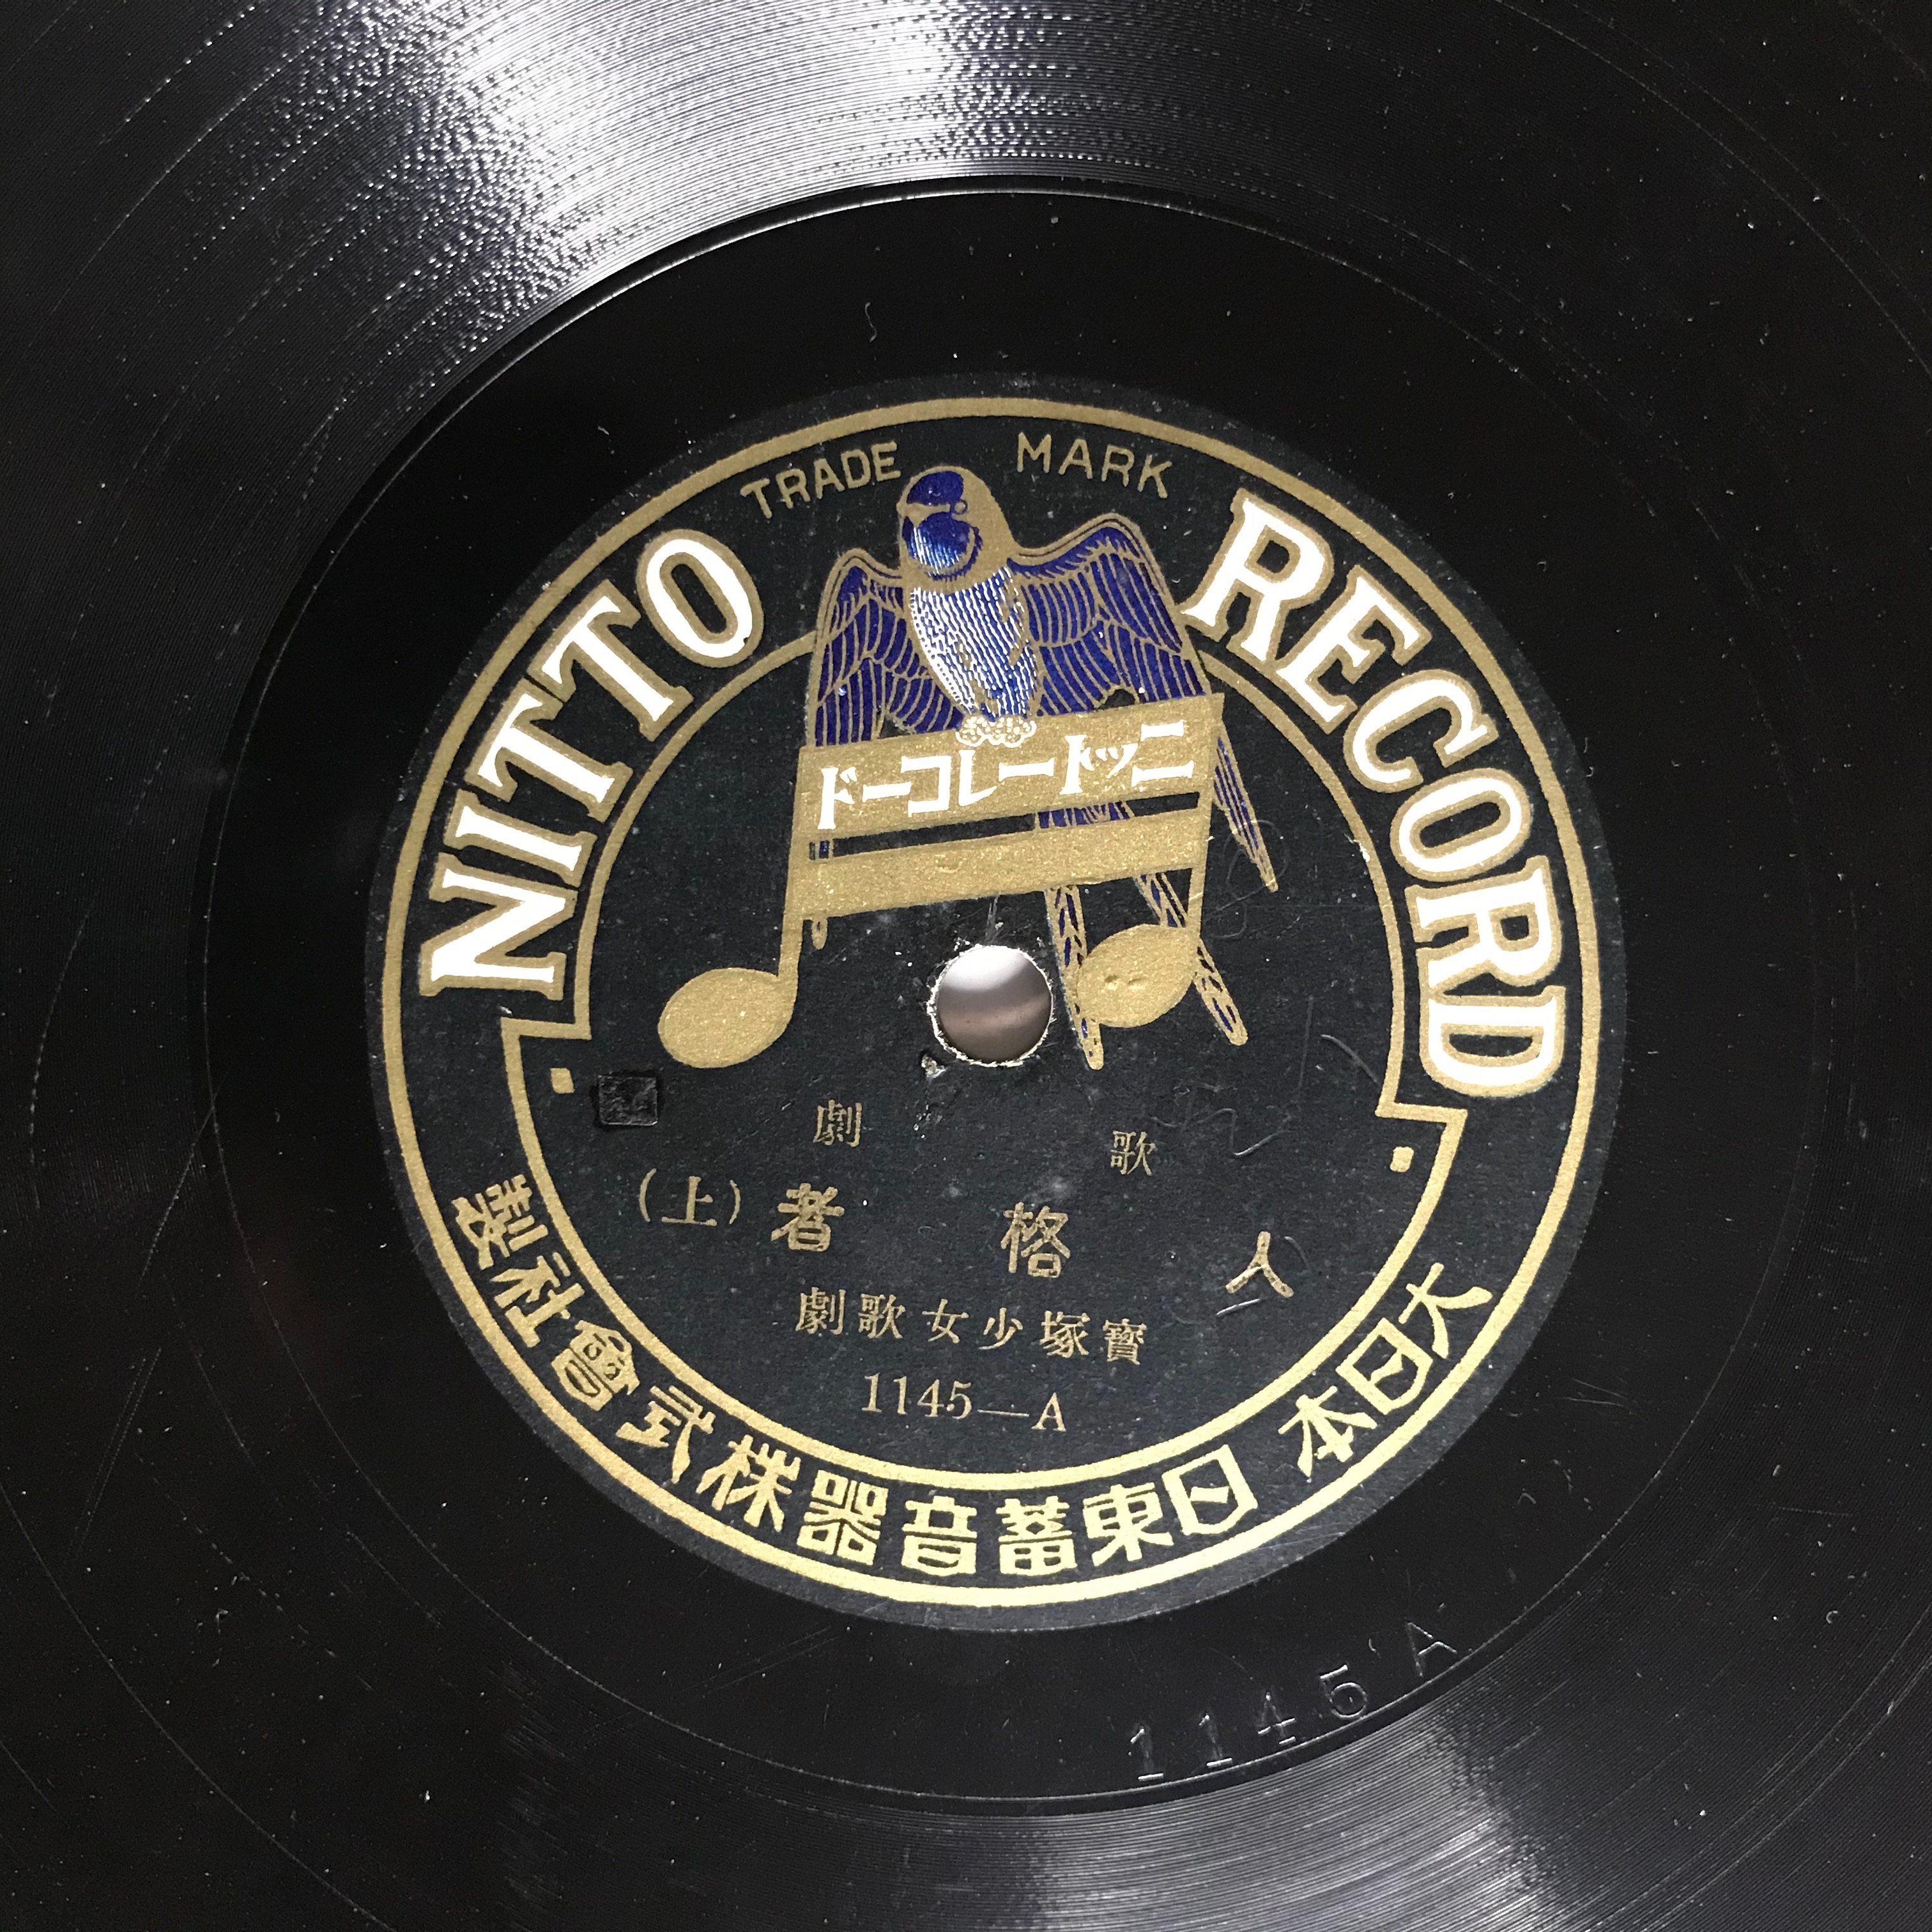 TRADE MARK
NITTO RECORD
ニットーレコード
歌劇
人格者(上)
寶塚少女歌劇
1145—A
大日本 日東蓄音器株式會社製
1145 A